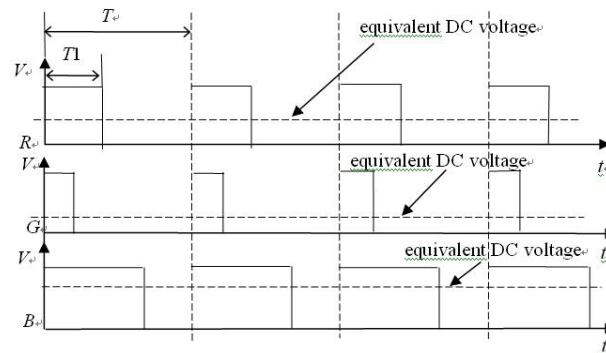 T
equivalent DC voltage
T1
V
R
t
V
equivalent DC voltage
G
t
V
equivalent DC voltage
B
t